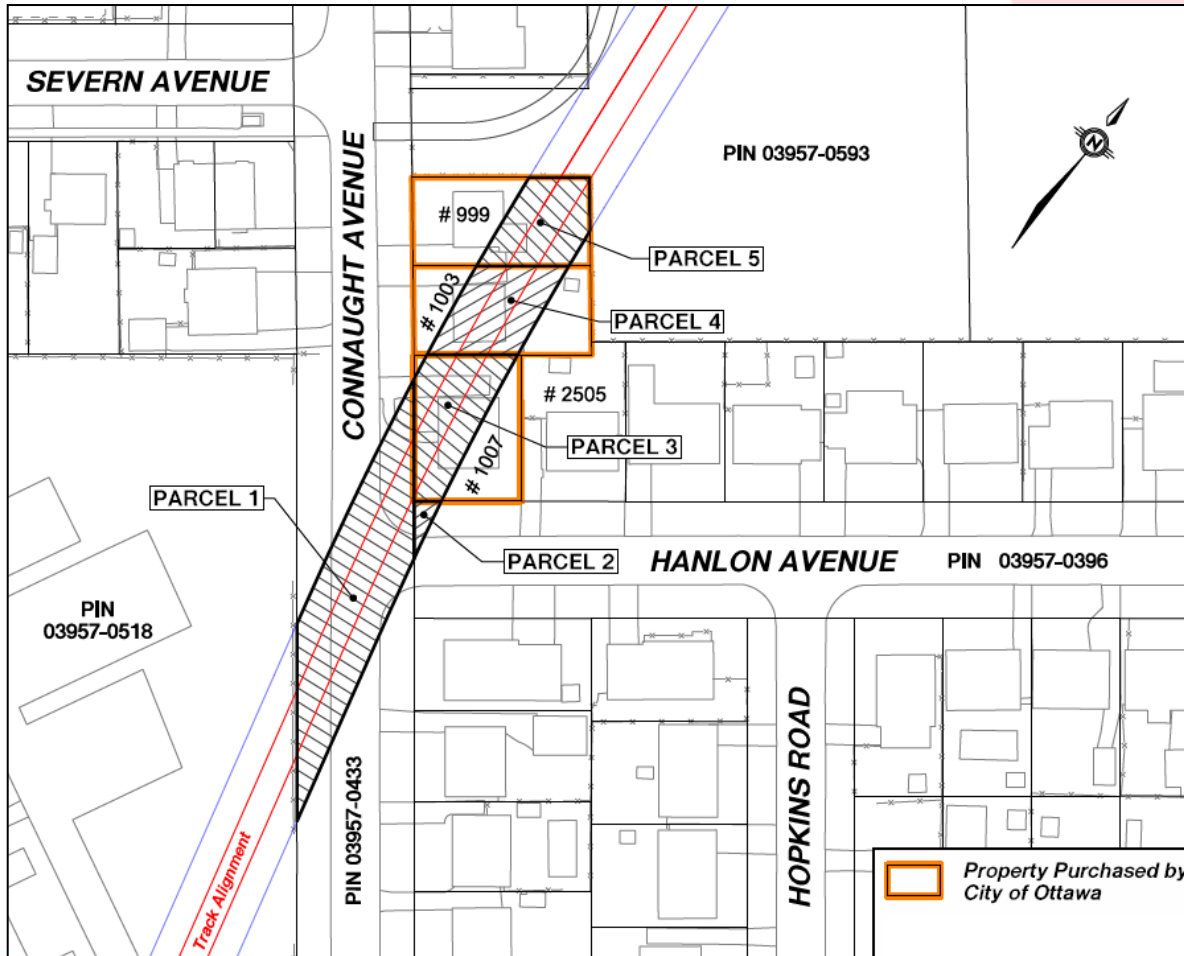 SEVERN AVENUE
CONNAUGHT AVENUE
PIN 03957-0593
N
# 999
PARCEL 5
# 1003
PARCEL 4
# 2505
PARCEL 3
# 1007
PARCEL 1
PARCEL 2
HANLON AVENUE
PIN 03957-0396
PIN
03957-0518
HOPKINS ROAD
PIN 03957-0433
Track Alignment
Property Purchased by
City of Ottawa